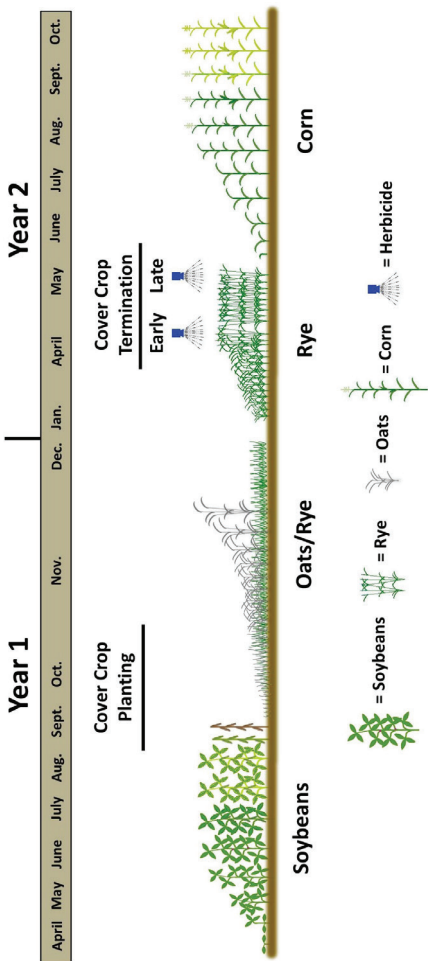 Year 1
Year 2
April May June July Aug. Sept. Oct. Nov. Dec. Jan. April May June July Aug. Sept. Oct.
Cover Crop
Planting
Cover Crop
Termination
Early Late
Soybeans
Oats/Rye
Rye
Corn
= Soybeans
= Rye
= Oats
= Corn
= Herbicide